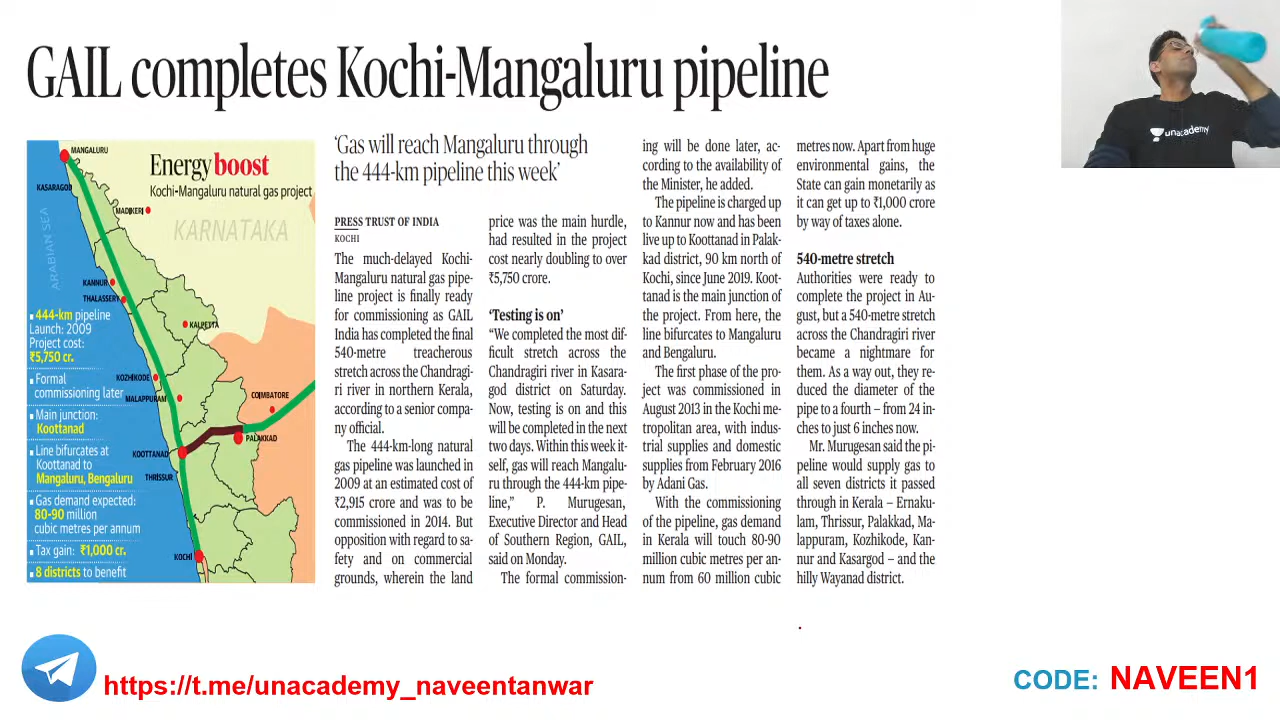 GAIL completes Kochi-Mangaluru pipeline
unacademy
MANGALURU
Energy boost
Kochi-Mangaluru natural gas project
KASARAGOD
MADIKERI
KARNATAKA
ARABIAN SEA
KANNUR
THALASSERY
KALPETTA
▪ 444-km pipeline
Launch: 2009
Project cost:
₹5,750 cr.
▪ Formal
commissioning later
▪ Main junction:
Koottanad
▪ Line bifurcates at
Koottanad to
Mangaluru, Bengaluru
▪ Gas demand expected:
80-90 million
cubic metres per annum
▪ Tax gain: ₹1,000 cr.
▪ 8 districts to benefit
KOZHIKODE
MALAPPURAM
COIMBATORE
PALAKKAD
KOOTTANAD
THRISSUR
KOCHI
‘Gas will reach Mangaluru through
the 444-km pipeline this week’
PRESS TRUST OF INDIA
KOCHI
The much-delayed Kochi-
Mangaluru natural gas pipe-
line project is finally ready
for commissioning as GAIL
India has completed the final
540-metre treacherous
stretch across the Chandragi-
ri river in northern Kerala,
according to a senior compa-
ny official.
The 444-km-long natural
gas pipeline was launched in
2009 at an estimated cost of
₹2,915 crore and was to be
commissioned in 2014. But
opposition with regard to sa-
fety and on commercial
grounds, wherein the land
price was the main hurdle,
had resulted in the project
cost nearly doubling to over
₹5,750 crore.
‘Testing is on’
“We completed the most dif-
ficult stretch across the
Chandragiri river in Kasara-
god district on Saturday.
Now, testing is on and this
will be completed in the next
two days. Within this week it-
self, gas will reach Mangalu-
ru through the 444-km pipe-
line,” P. Murugesan,
Executive Director and Head
of Southern Region, GAIL,
said on Monday.
The formal commission-
ing will be done later, ac-
cording to the availability of
the Minister, he added.
The pipeline is charged up
to Kannur now and has been
live up to Koottanad in Palak-
kad district, 90 km north of
Kochi, since June 2019. Koot-
tanad is the main junction of
the project. From here, the
line bifurcates to Mangaluru
and Bengaluru.
The first phase of the pro-
ject was commissioned in
August 2013 in the Kochi me-
tropolitan area, with indus-
trial supplies and domestic
supplies from February 2016
by Adani Gas.
With the commissioning
of the pipeline, gas demand
in Kerala will touch 80-90
million cubic metres per an-
num from 60 million cubic
metres now. Apart from huge
environmental gains, the
State can gain monetarily as
it can get up to ₹1,000 crore
by way of taxes alone.
540-metre stretch
Authorities were ready to
complete the project in Au-
gust, but a 540-metre stretch
across the Chandragiri river
became a nightmare for
them. As a way out, they re-
duced the diameter of the
pipe to a fourth – from 24 in-
ches to just 6 inches now.
Mr. Murugesan said the pi-
peline would supply gas to
all seven districts it passed
through in Kerala – Ernaku-
lam, Thrissur, Palakkad, Ma-
lappuram, Kozhikode, Kan-
nur and Kasargod – and the
hilly Wayanad district.
https://t.me/unacademy_naveentanwar
CODE: NAVEEN1